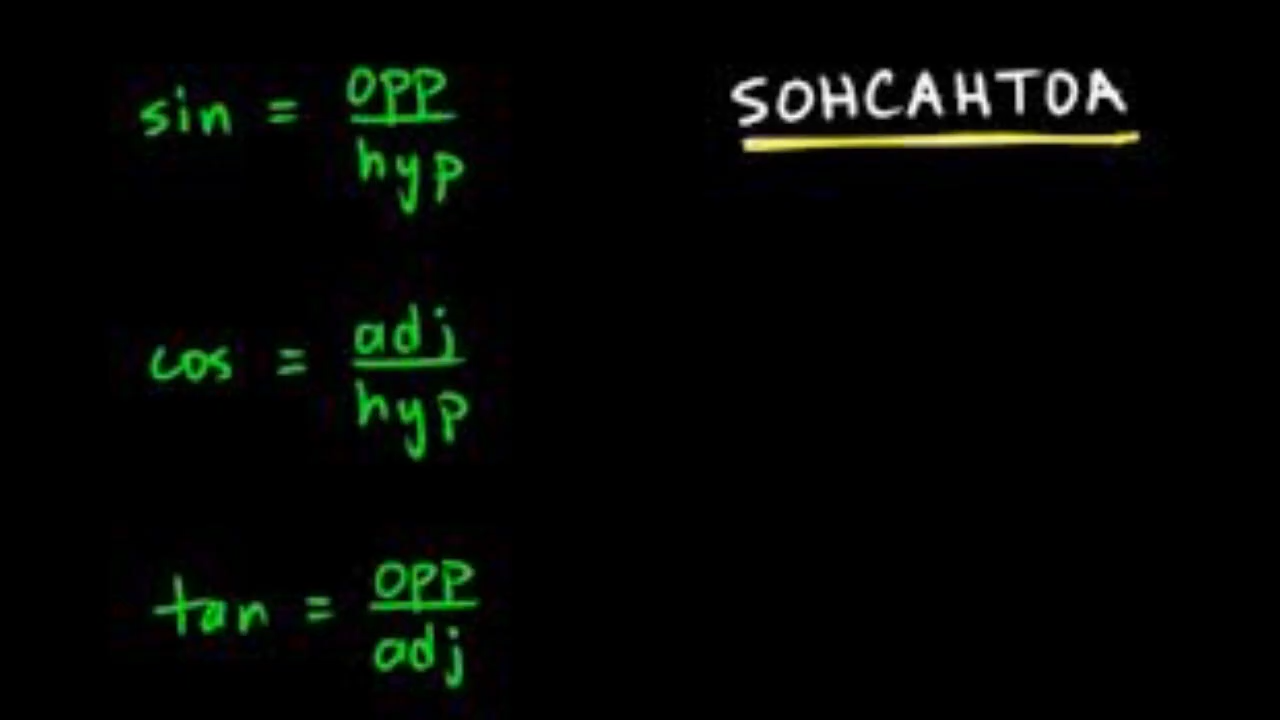 sin = opp/hyp
SOHCAHTOA
cos = adj/hyp
tan = opp/adj